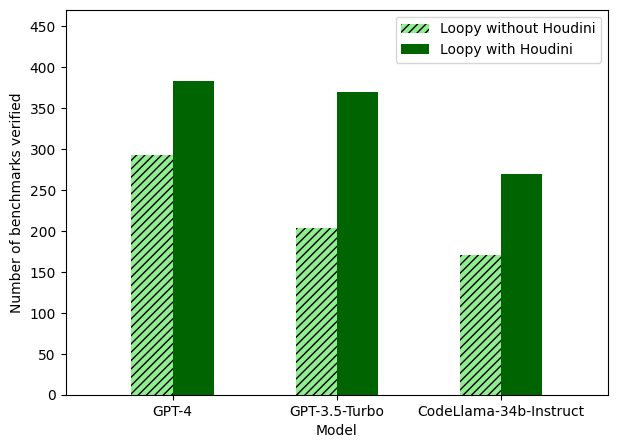 Loopy without Houdini
Loopy with Houdini
Number of benchmarks verified
450
400
350
300
250
200
150
100
50
0
GPT-4
GPT-3.5-Turbo
CodeLlama-34b-Instruct
Model